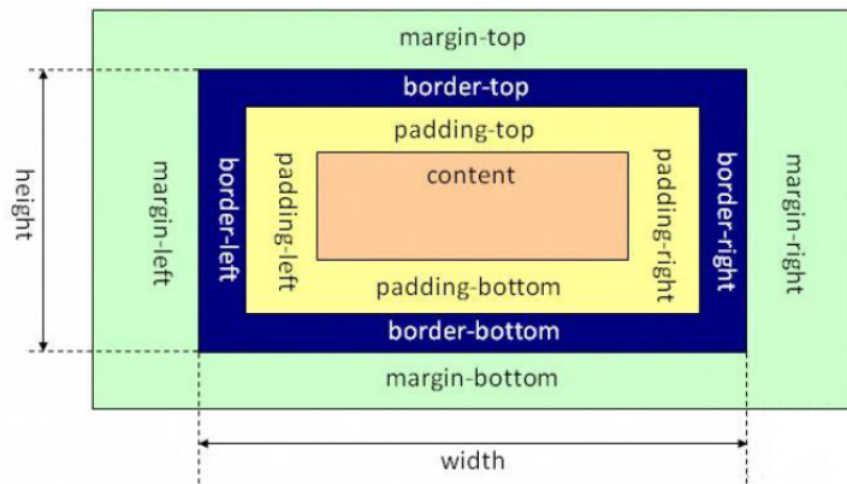 margin-top
border-top
padding-top
content
height
margin-left
border-left
padding-left
padding-right
border-right
margin-right
padding-bottom
border-bottom
margin-bottom
width